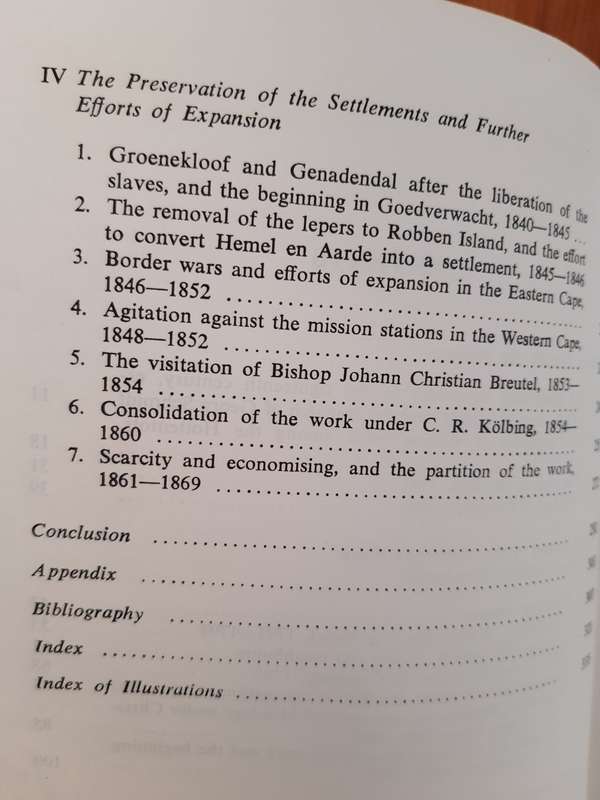 IV The Preservation of the Settlements and Further
Efforts of Expansion
1. Groenekloof and Genadendal after the liberation of the
slaves, and the beginning in Goedverwacht, 1840—1845 ...
2. The removal of the lepers to Robben Island, and the effort
to convert Hemel en Aarde into a settlement, 1845—1846
3. Border wars and efforts of expansion in the Eastern Cape,
1846—1852 ..............................
4. Agitation against the mission stations in the Western Cape,
1848—1852 ..............................
5. The visitation of Bishop Johann Christian Breutel, 1853—
1854 ..............................
6. Consolidation of the work under C. R. Kölbing, 1854—
1860 ..............................
7. Scarcity and economising, and the partition of the work,
1861—1869 ..............................
Conclusion ..............................
Appendix ..............................
Bibliography ..............................
Index ..............................
Index of Illustrations ..............................